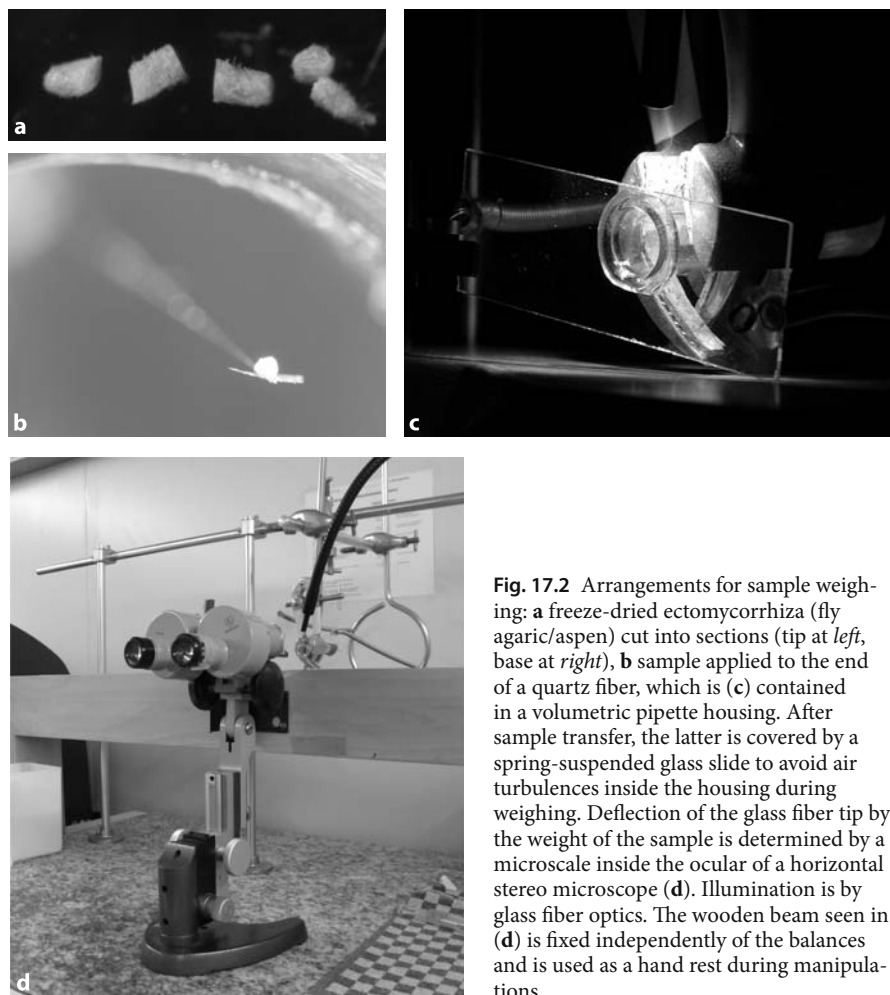 a
b
c
d
Fig. 17.2 Arrangements for sample weigh-
ing: a freeze-dried ectomycorrhiza (fly
agaric/aspen) cut into sections (tip at left,
base at right), b sample applied to the end
of a quartz fiber, which is (c) contained
in a volumetric pipette housing. After
sample transfer, the latter is covered by a
spring-suspended glass slide to avoid air
turbulences inside the housing during
weighing. Deflection of the glass fiber tip by
the weight of the sample is determined by a
microscale inside the ocular of a horizontal
stereo microscope (d). Illumination is by
glass fiber optics. The wooden beam seen in
(d) is fixed independently of the balances
and is used as a hand rest during manipula-
tions